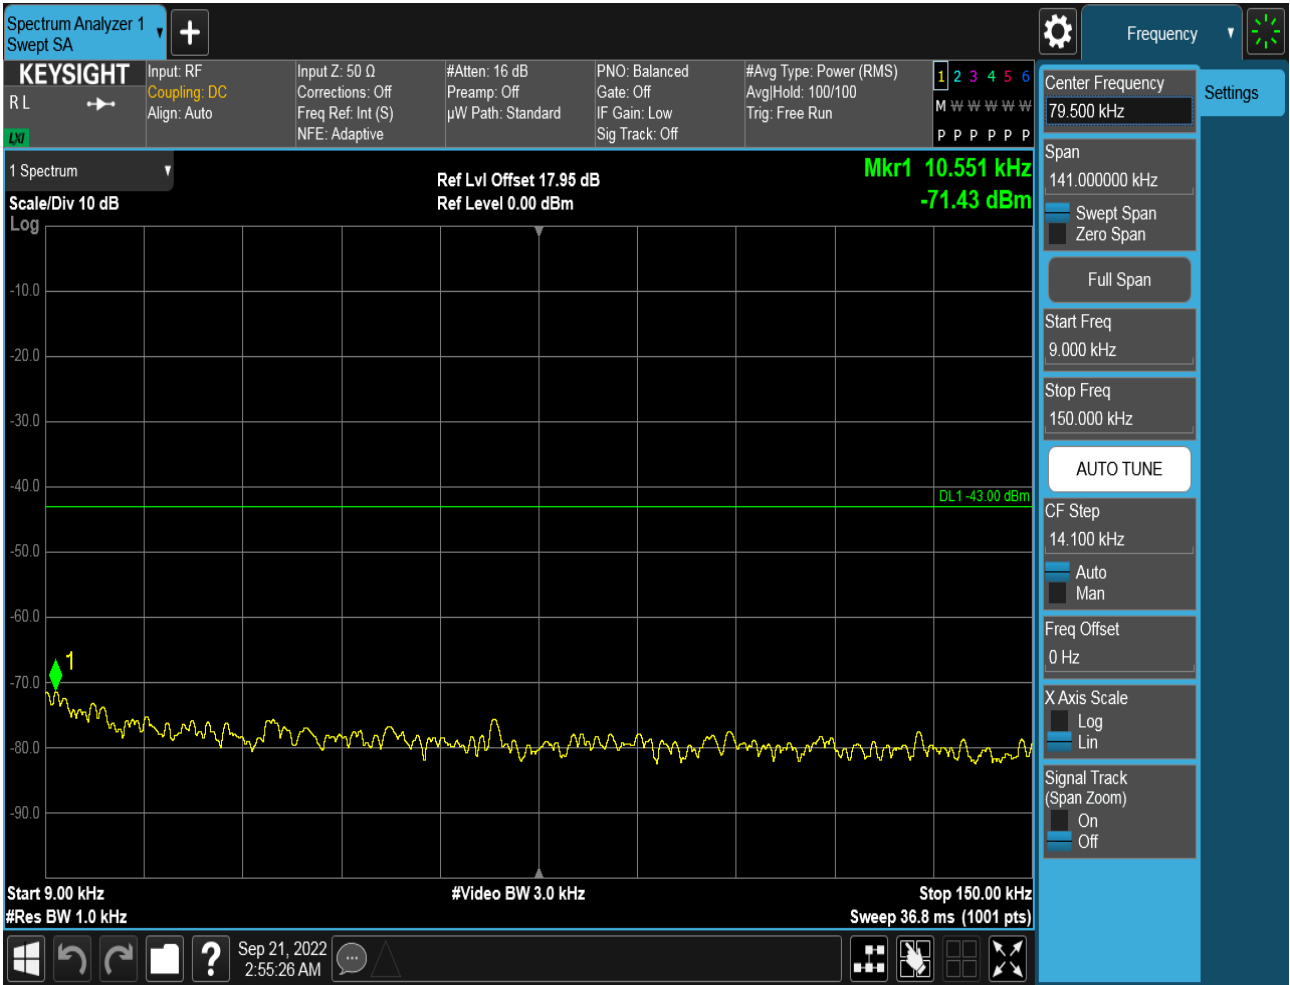 Spectrum Analyzer 1
Swept SA
Frequency
KEYSIGHT
R L
LXI
Input: RF
Coupling: DC
Align: Auto
Input Z: 50 Ω
Corrections: Off
Freq Ref: Int (S)
NFE: Adaptive
#Atten: 16 dB
Preamp: Off
µW Path: Standard
PNO: Balanced
Gate: Off
IF Gain: Low
Sig Track: Off
#Avg Type: Power (RMS)
Avg|Hold: 100/100
Trig: Free Run
1 2 3 4 5 6
M W W W W W
P P P P P P
1 Spectrum
Scale/Div 10 dB
Log
Ref Lvl Offset 17.95 dB
Ref Level 0.00 dBm
Mkr1 10.551 kHz
-71.43 dBm
-10.0
-20.0
-30.0
-40.0
DL1 -43.00 dBm
-50.0
-60.0
1
-70.0
-80.0
-90.0
Start 9.00 kHz
#Video BW 3.0 kHz
Stop 150.00 kHz
#Res BW 1.0 kHz
Sweep 36.8 ms (1001 pts)
Center Frequency
79.500 kHz
Settings
Span
141.000000 kHz
Swept Span
Zero Span
Full Span
Start Freq
9.000 kHz
Stop Freq
150.000 kHz
AUTO TUNE
CF Step
14.100 kHz
Auto
Man
Freq Offset
0 Hz
X Axis Scale
Log
Lin
Signal Track
(Span Zoom)
On
Off
?
Sep 21, 2022
2:55:26 AM